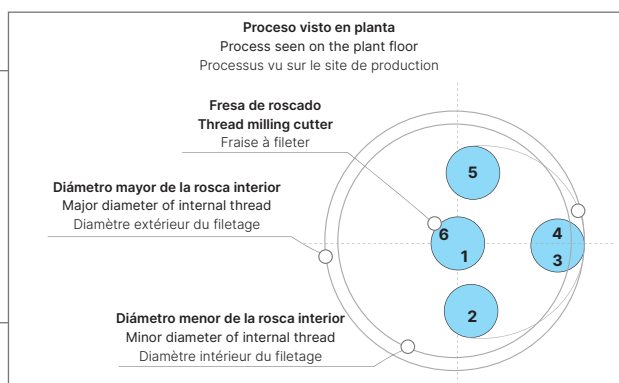 Proceso visto en planta
Process seen on the plant floor
Processus vu sur le site de production
Fresa de roscado
Thread milling cutter
Fraise à fileter
Diámetro mayor de la rosca interior
Major diameter of internal thread
Diamètre extérieur du filetage
Diámetro menor de la rosca interior
Minor diameter of internal thread
Diamètre intérieur du filetage
5
6
1
4
3
2